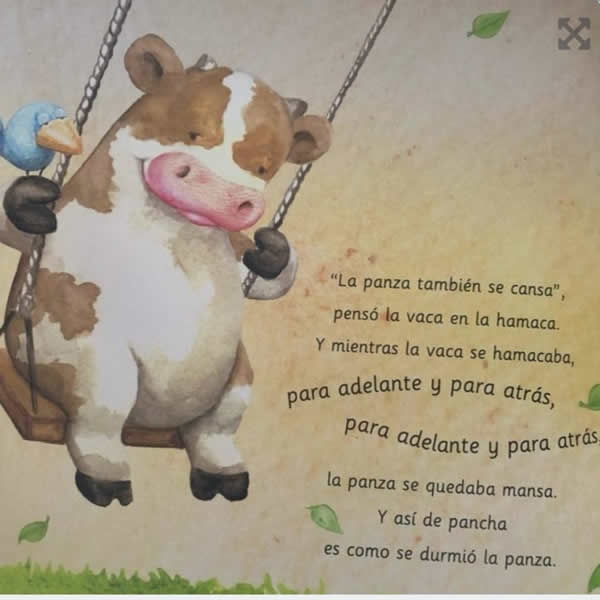 “La panza también se cansa”,
pensó la vaca en la hamaca.
Y mientras la vaca se hamacaba,
para adelante y para atrás,
para adelante y para atrás,
la panza se quedaba mansa.
Y así de pancha
es como se durmió la panza.